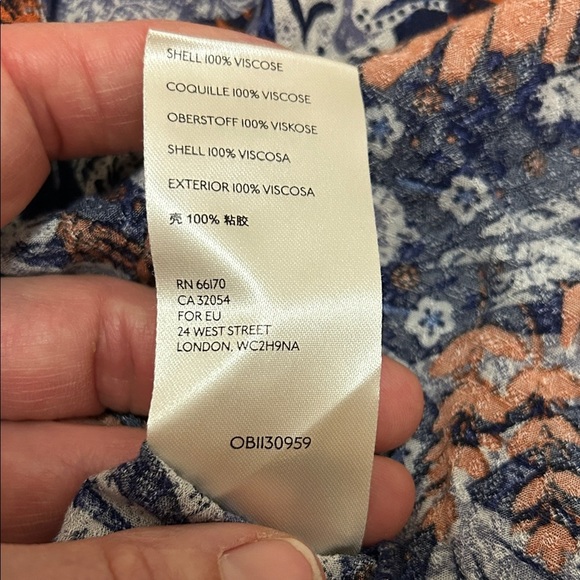 SHELL 100% VISCOSE
COQUILLE 100% VISCOSE
OBERSTOFF 100% VISKOSE
SHELL 100% VISCOSA
EXTERIOR 100% VISCOSA
壳 100% 粘胶
RN 66170
CA 32054
FOR EU
24 WEST STREET
LONDON, WC2H9NA
OB1130959